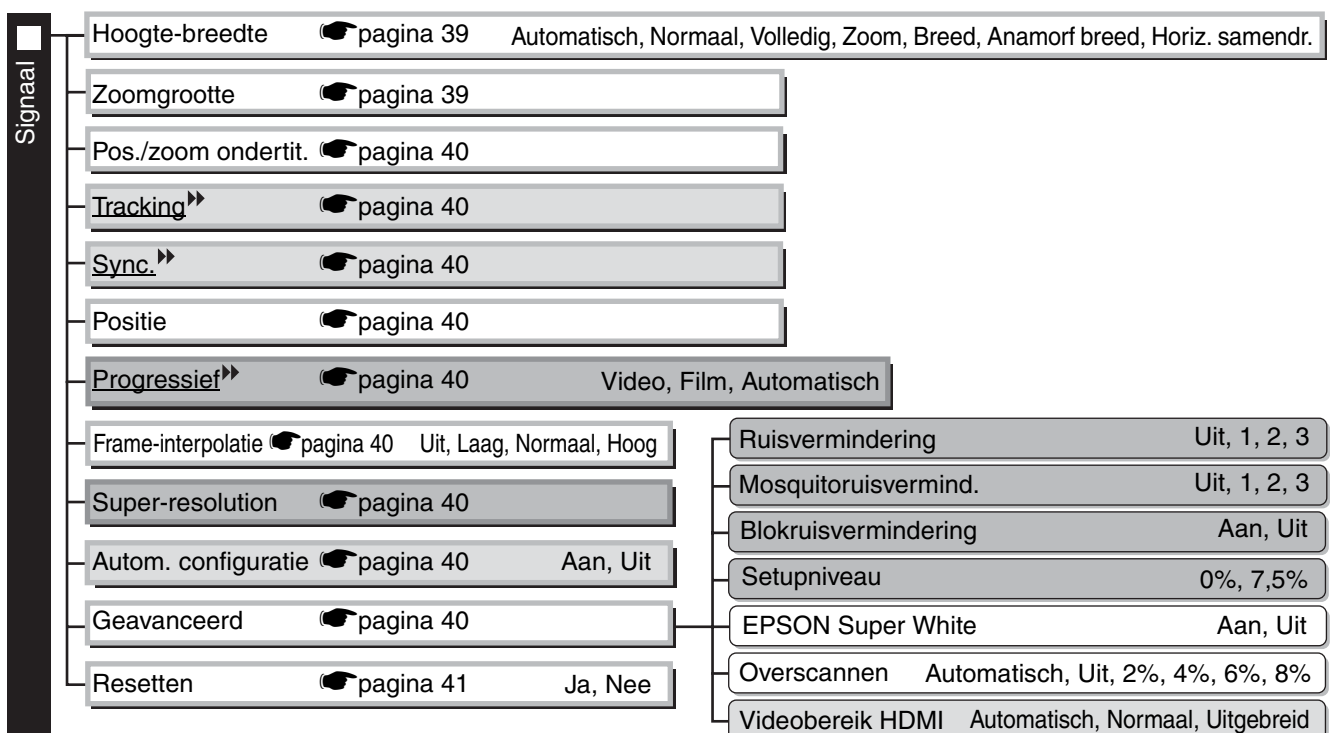 Signaal
Hoogte-breedte ☛pagina 39 Automatisch, Normaal, Volledig, Zoom, Breed, Anamorf breed, Horiz. samendr.
Zoomgrootte ☛pagina 39
Pos./zoom ondertit. ☛pagina 40
Tracking ☛pagina 40
Sync. ☛pagina 40
Positie ☛pagina 40
Progressief ☛pagina 40 Video, Film, Automatisch
Frame-interpolatie ☛pagina 40 Uit, Laag, Normaal, Hoog
Super-resolution ☛pagina 40
Autom. configuratie ☛pagina 40 Aan, Uit
Geavanceerd ☛pagina 40
Resetten ☛pagina 41 Ja, Nee
Ruisvermindering Uit, 1, 2, 3
Mosquitoruisvermind. Uit, 1, 2, 3
Blokruisvermindering Aan, Uit
Setupniveau 0%, 7,5%
EPSON Super White Aan, Uit
Overscannen Automatisch, Uit, 2%, 4%, 6%, 8%
Videobereik HDMI Automatisch, Normaal, Uitgebreid